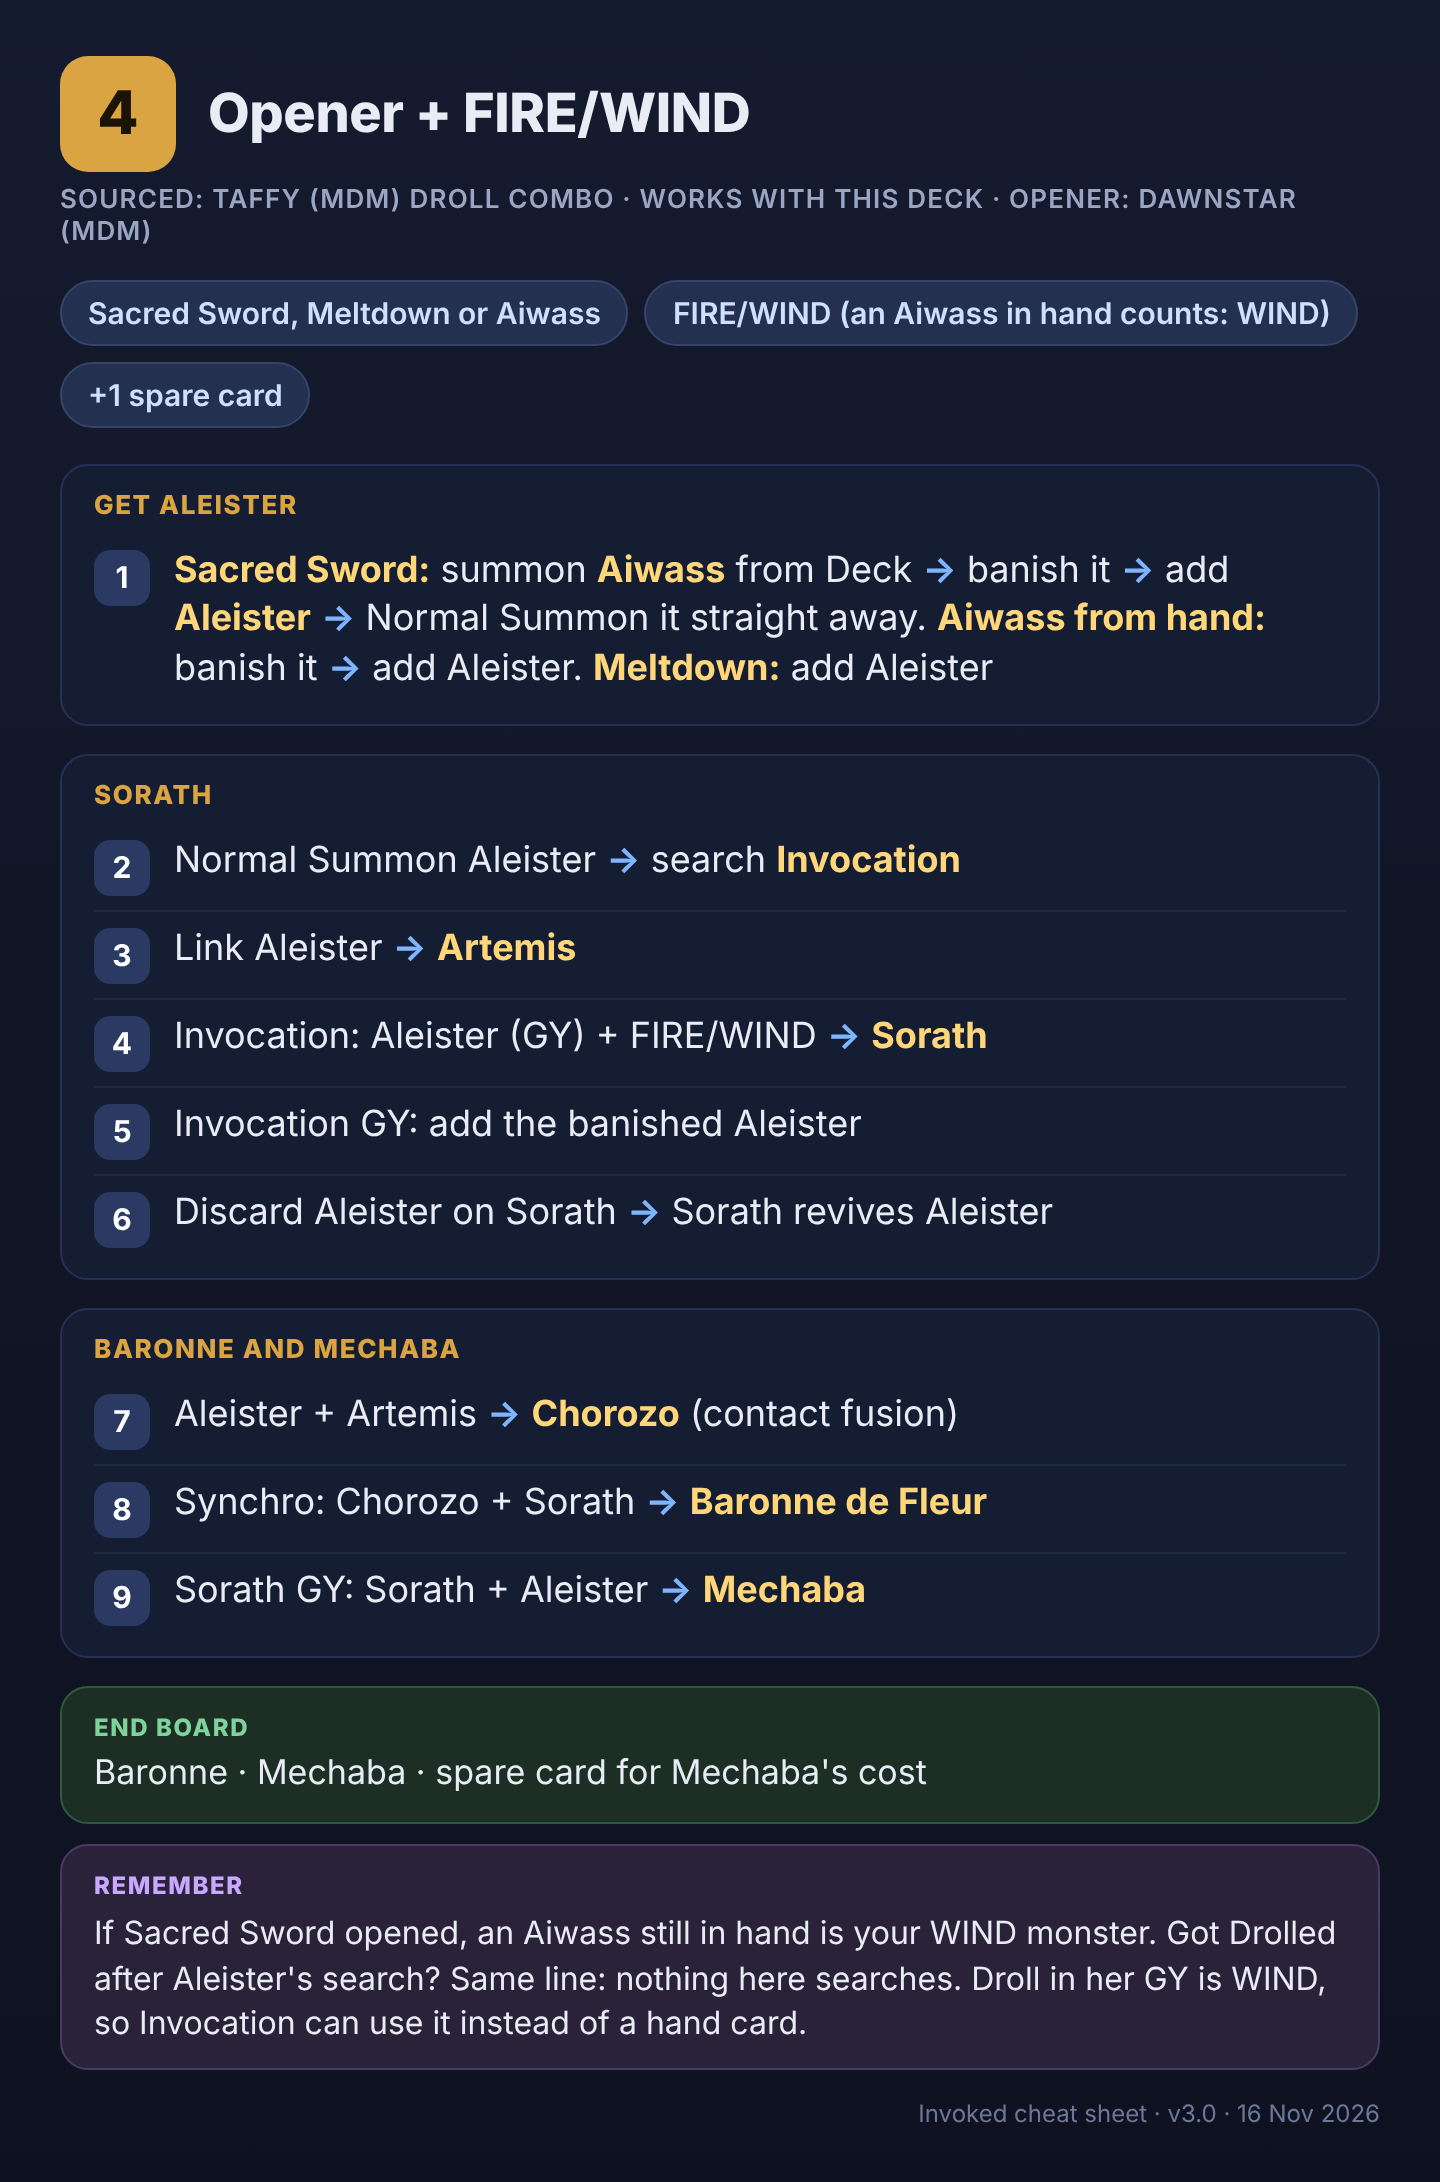 4
Opener + FIRE/WIND
SOURCED: TAFFY (MDM) DROLL COMBO · WORKS WITH THIS DECK · OPENER: DAWNSTAR
(MDM)
Sacred Sword, Meltdown or Aiwass
FIRE/WIND (an Aiwass in hand counts: WIND)
+1 spare card
GET ALEISTER
1 Sacred Sword: summon Aiwass from Deck → banish it → add
Aleister → Normal Summon it straight away. Aiwass from hand:
banish it → add Aleister. Meltdown: add Aleister
SORATH
2 Normal Summon Aleister → search Invocation
3 Link Aleister → Artemis
4 Invocation: Aleister (GY) + FIRE/WIND → Sorath
5 Invocation GY: add the banished Aleister
6 Discard Aleister on Sorath → Sorath revives Aleister
BARONNE AND MECHABA
7 Aleister + Artemis → Chorozo (contact fusion)
8 Synchro: Chorozo + Sorath → Baronne de Fleur
9 Sorath GY: Sorath + Aleister → Mechaba
END BOARD
Baronne · Mechaba · spare card for Mechaba's cost
REMEMBER
If Sacred Sword opened, an Aiwass still in hand is your WIND monster. Got Drolled
after Aleister's search? Same line: nothing here searches. Droll in her GY is WIND,
so Invocation can use it instead of a hand card.
Invoked cheat sheet · v3.0 · 16 Nov 2026